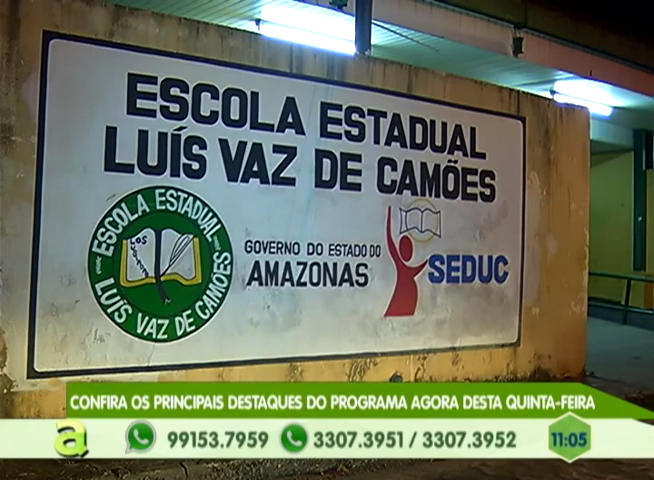 ESCOLA ESTADUAL
LUÍS VAZ DE CAMÕES
ESCOLA ESTADUAL
LUÍS VAZ DE CAMÕES
GOVERNO DO ESTADO DO
AMAZONAS
SEDUC
CONFIRA OS PRINCIPAIS DESTAQUES DO PROGRAMA AGORA DESTA QUINTA-FEIRA
a 99153.7959 3307.3951 / 3307.3952 11:05